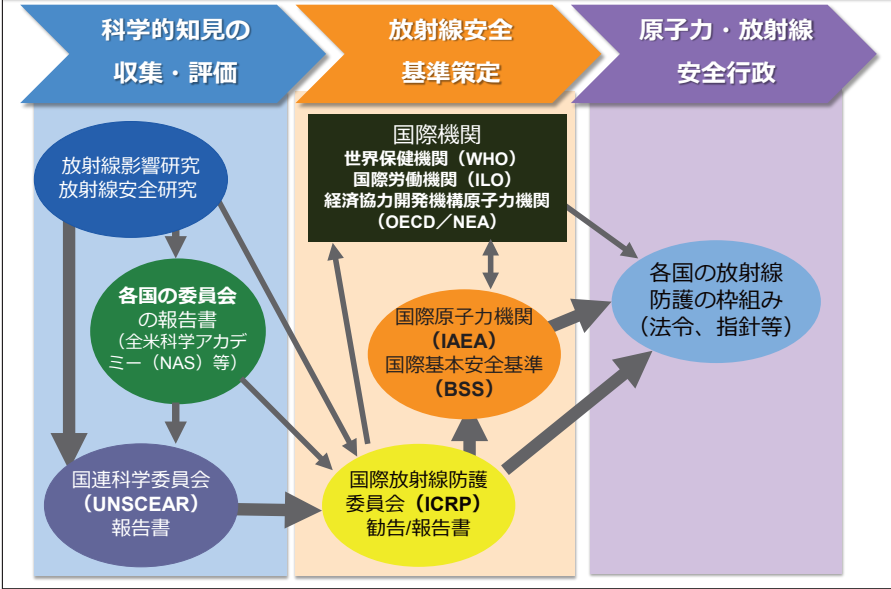 科学的知見の
収集・評価
放射線安全
基準策定
原子力・放射線
安全行政
放射線影響研究
放射線安全研究
各国の委員会
の報告書
（全米科学アカデ
ミー（NAS）等）
国連科学委員会
（UNSCEAR）
報告書
国際機関
世界保健機関（WHO）
国際労働機関（ILO）
経済協力開発機構原子力機関
（OECD／NEA）
国際原子力機関
（IAEA）
国際基本安全基準
（BSS）
国際放射線防護
委員会（ICRP）
勧告/報告書
各国の放射線
防護の枠組み
（法令、指針等）